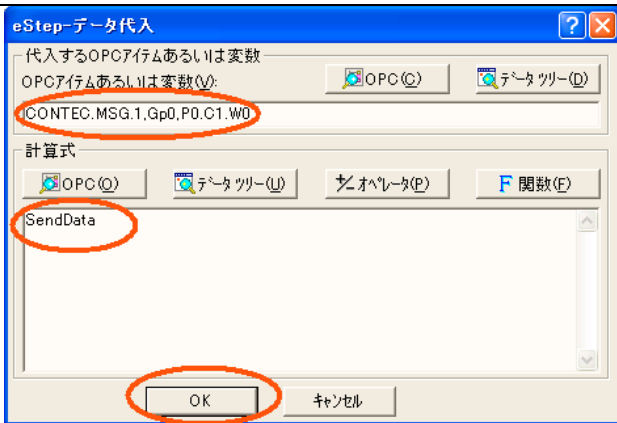 eStep-データ代入
代入するOPCアイテムあるいは変数
OPCアイテムあるいは変数(V): OPC(C) データ ツリー(D)
CONTEC.MSG.1,Gp0,P0.C1.W0
計算式
OPC(O) データ ツリー(U) オペレータ(P) F 関数(F)
SendData
OK キャンセル